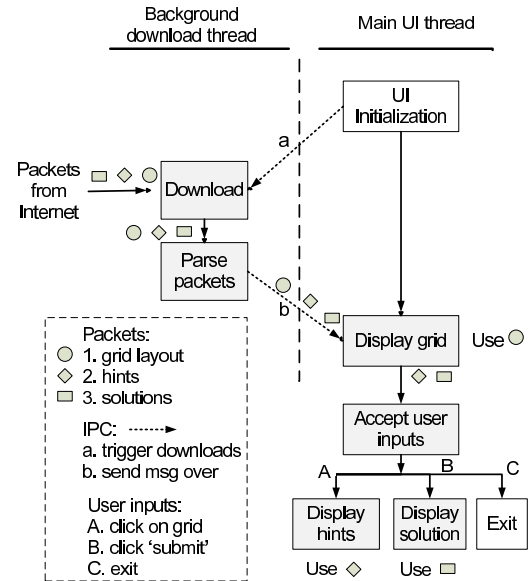 Background
download thread
Main UI thread
UI
Initialization
a
Packets
from
Internet
Download
Parse
packets
b
Display grid
Use
Packets:
1. grid layout
2. hints
3. solutions
IPC:
a. trigger downloads
b. send msg over
User inputs:
A. click on grid
B. click 'submit'
C. exit
Accept user
inputs
A
B
C
Display
hints
Display
solution
Exit
Use
Use